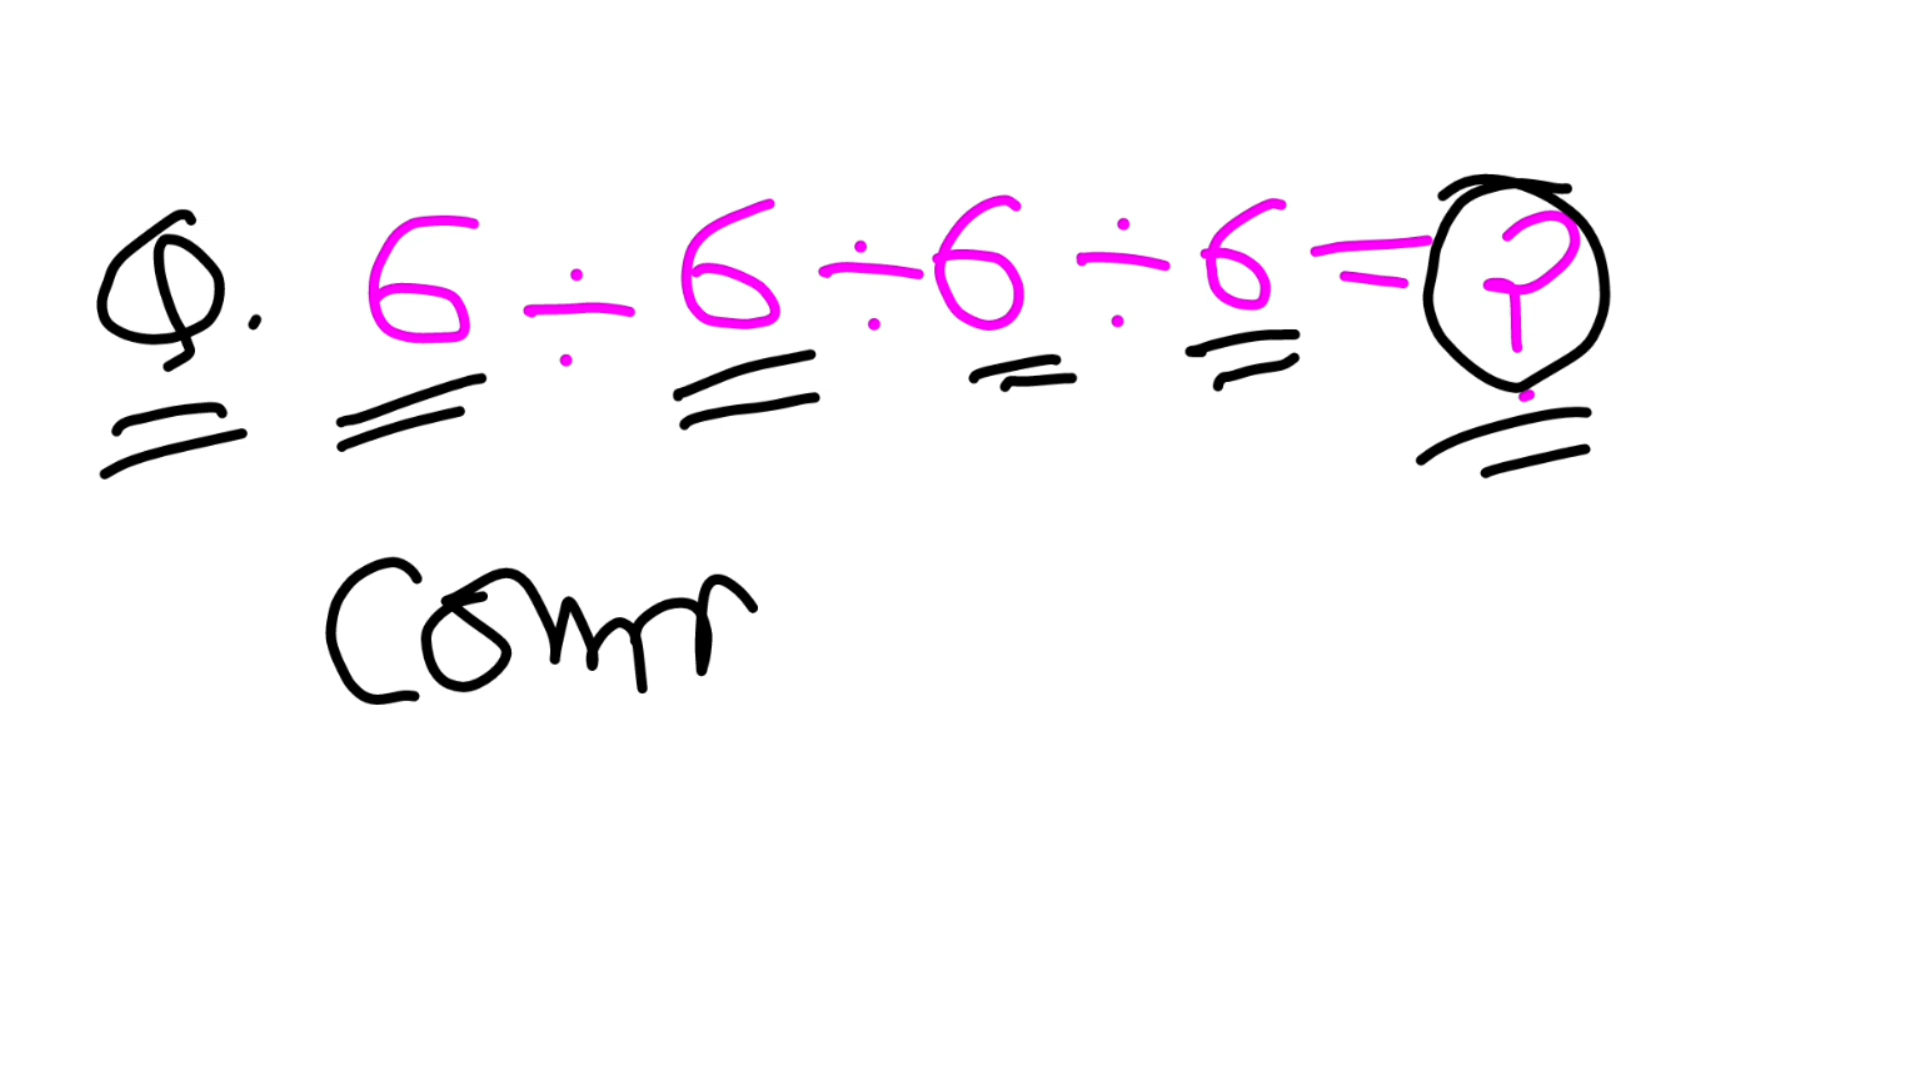 Q. 6 ÷ 6 ÷ 6 ÷ 6 = ?
Comm